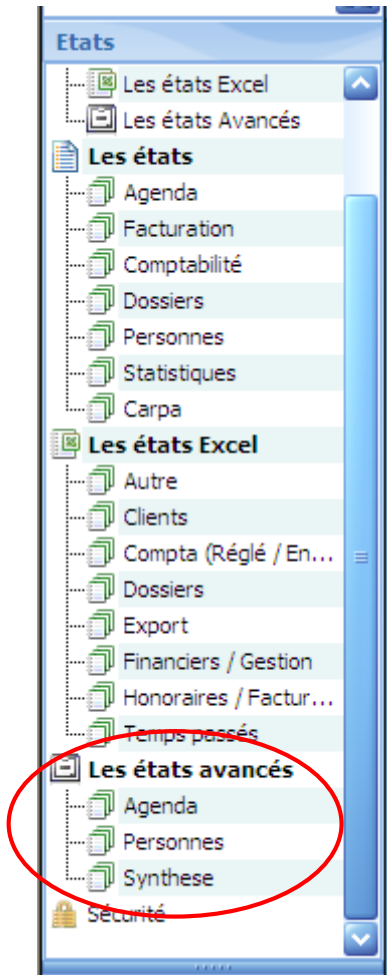 Etats
Les états Excel
Les états Avancés
Les états
Agenda
Facturation
Comptabilité
Dossiers
Personnes
Statistiques
Carpa
Les états Excel
Autre
Clients
Compta (Réglé / En...
Dossiers
Export
Financiers / Gestion
Honoraires / Factur...
Temps passés
Les états avancés
Agenda
Personnes
Synthese
Sécurité